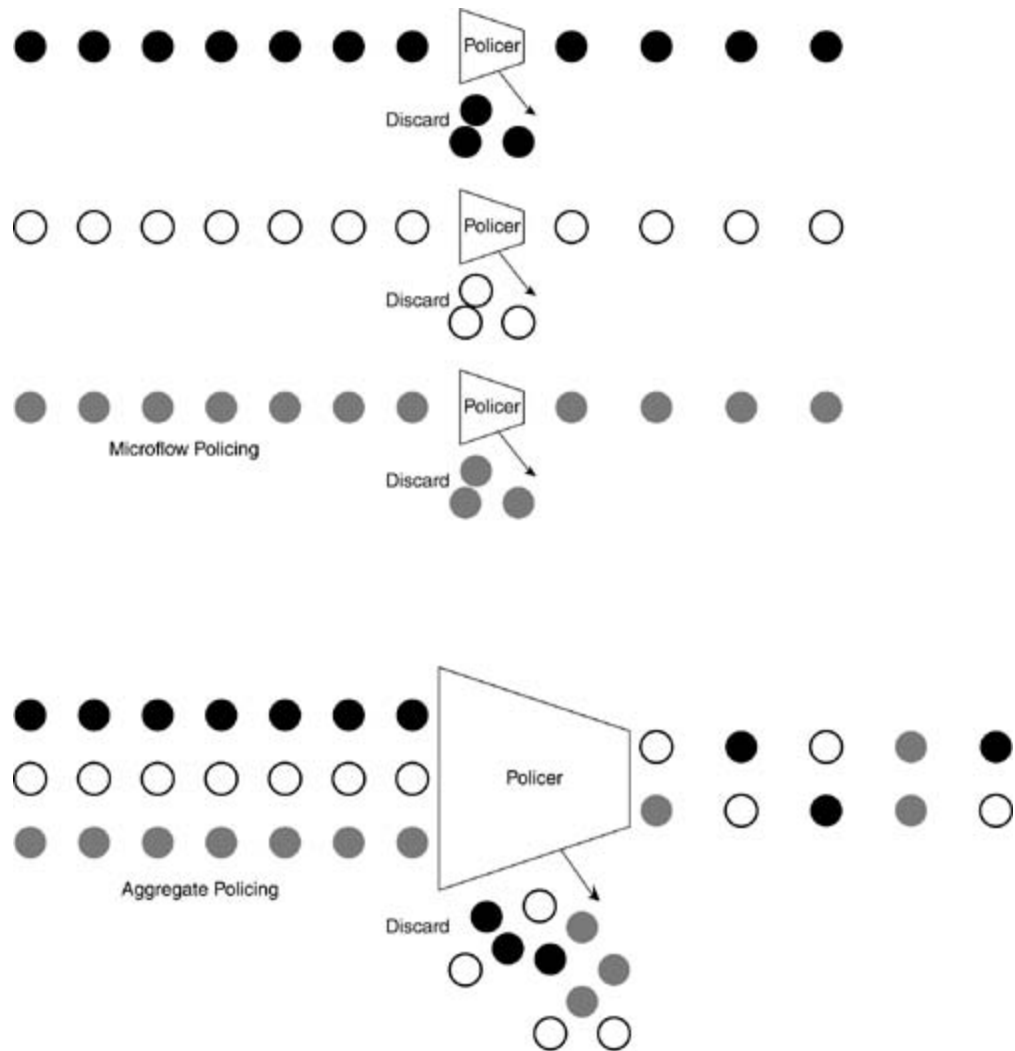 Policer
Discard
Policer
Discard
Policer
Microflow Policing
Discard
Policer
Aggregate Policing
Discard